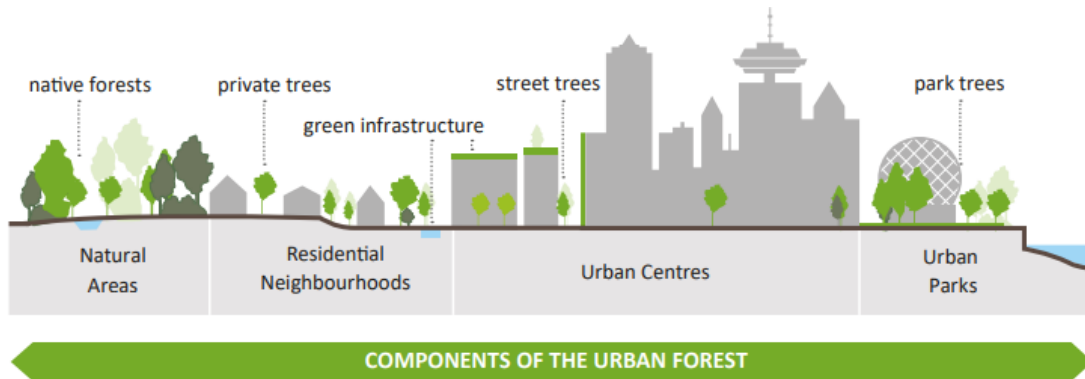 native forests
private trees
green infrastructure
street trees
park trees
Natural
Areas
Residential
Neighbourhoods
Urban Centres
Urban
Parks
COMPONENTS OF THE URBAN FOREST